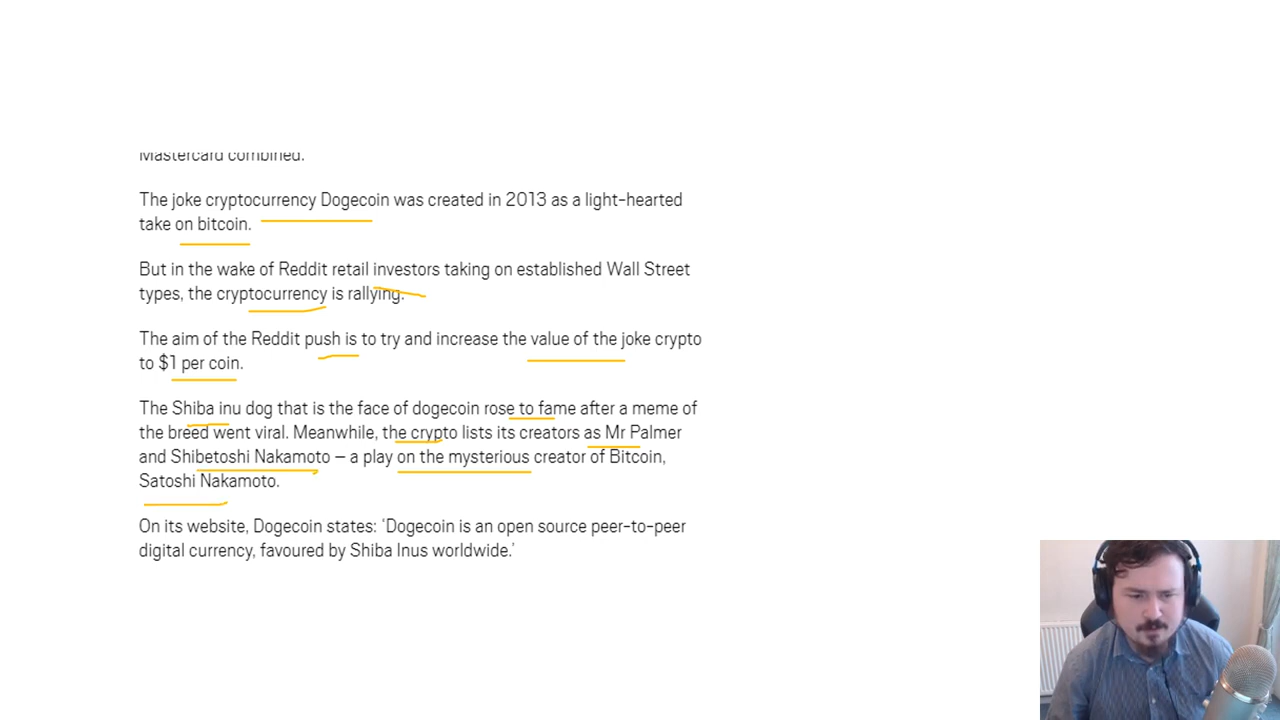 Mastercard combined.
The joke cryptocurrency Dogecoin was created in 2013 as a light-hearted
take on bitcoin.
But in the wake of Reddit retail investors taking on established Wall Street
types, the cryptocurrency is rallying.
The aim of the Reddit push is to try and increase the value of the joke crypto
to $1 per coin.
The Shiba inu dog that is the face of dogecoin rose to fame after a meme of
the breed went viral. Meanwhile, the crypto lists its creators as Mr Palmer
and Shibetoshi Nakamoto – a play on the mysterious creator of Bitcoin,
Satoshi Nakamoto.
On its website, Dogecoin states: ‘Dogecoin is an open source peer-to-peer
digital currency, favoured by Shiba Inus worldwide.’